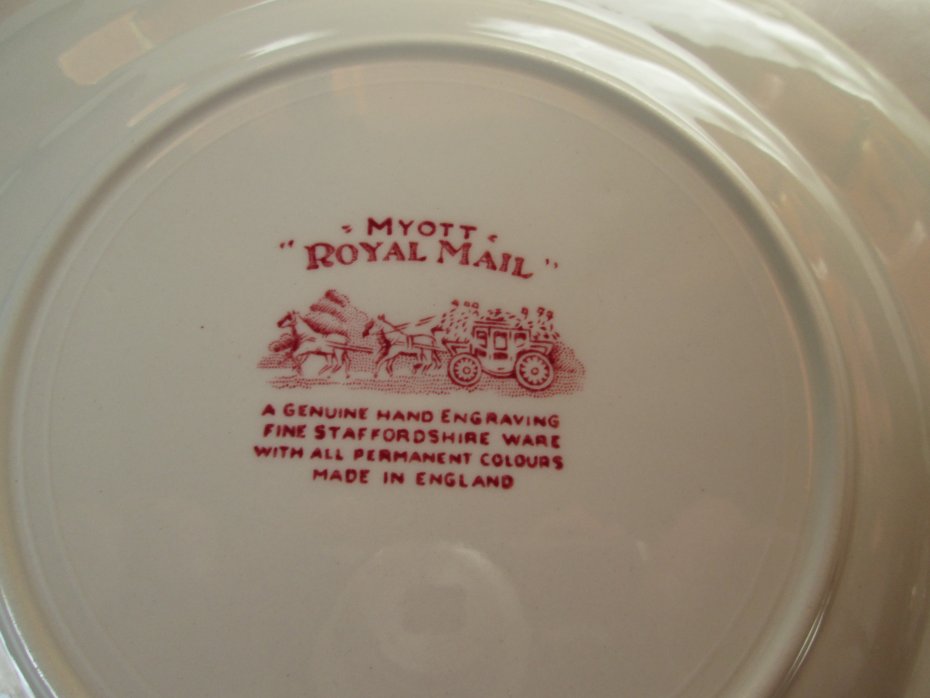 MYOTT
"ROYAL MAIL"
A GENUINE HAND ENGRAVING
FINE STAFFORDSHIRE WARE
WITH ALL PERMANENT COLOURS
MADE IN ENGLAND